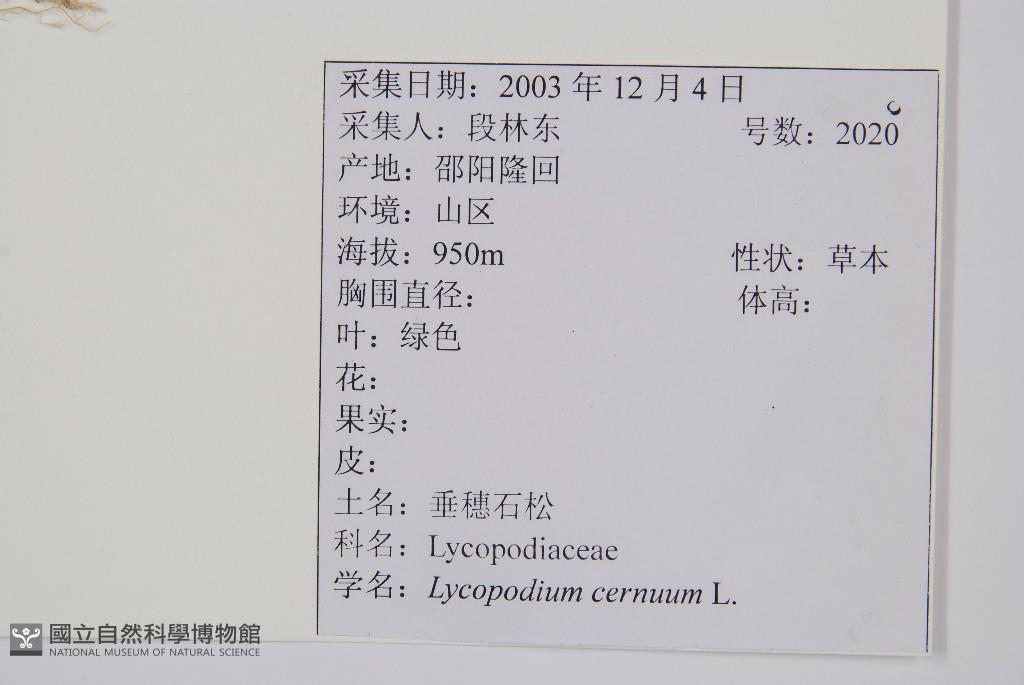 采集日期：2003 年 12 月 4 日
采集人：段林东 号数：2020
产地：邵阳隆回
环境：山区
海拔：950m 性状：草本
胸围直径： 体高：
叶：绿色
花：
果实：
皮：
土名：垂穗石松
科名：Lycopodiaceae
学名：Lycopodium cernuum L.
國立自然科學博物館
NATIONAL MUSEUM OF NATURAL SCIENCE